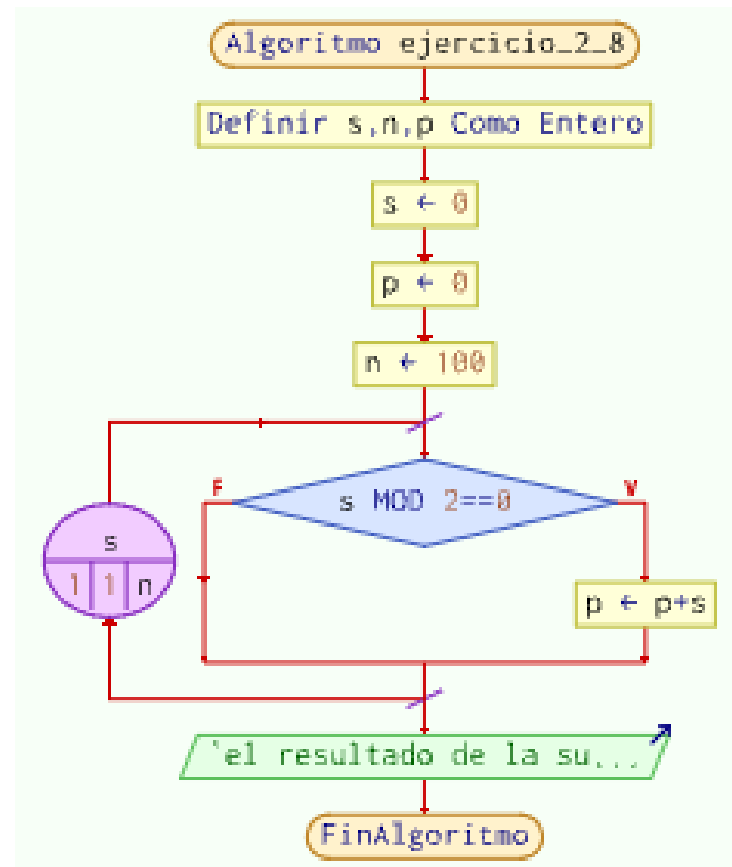 Algoritmo ejercicio_2_8
Definir s,n,p Como Entero
s ← 0
p ← 0
n ← 100
F
V
s MOD 2==0
s
1 1 n
p ← p+s
`el resultado de la su...
FinAlgoritmo